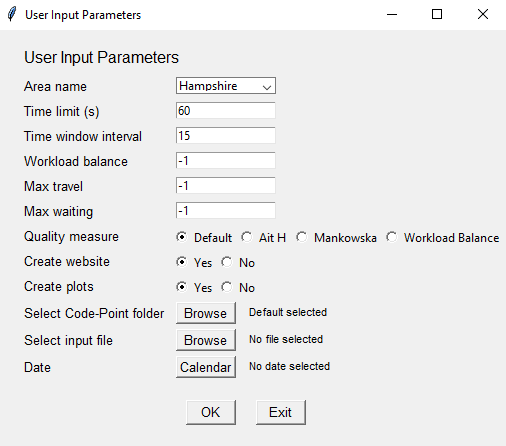 User Input Parameters
User Input Parameters
Area name Hampshire
Time limit (s) 60
Time window interval 15
Workload balance -1
Max travel -1
Max waiting -1
Quality measure Default Ait H Mankowska Workload Balance
Create website Yes No
Create plots Yes No
Select Code-Point folder Browse Default selected
Select input file Browse No file selected
Date Calendar No date selected
OK Exit